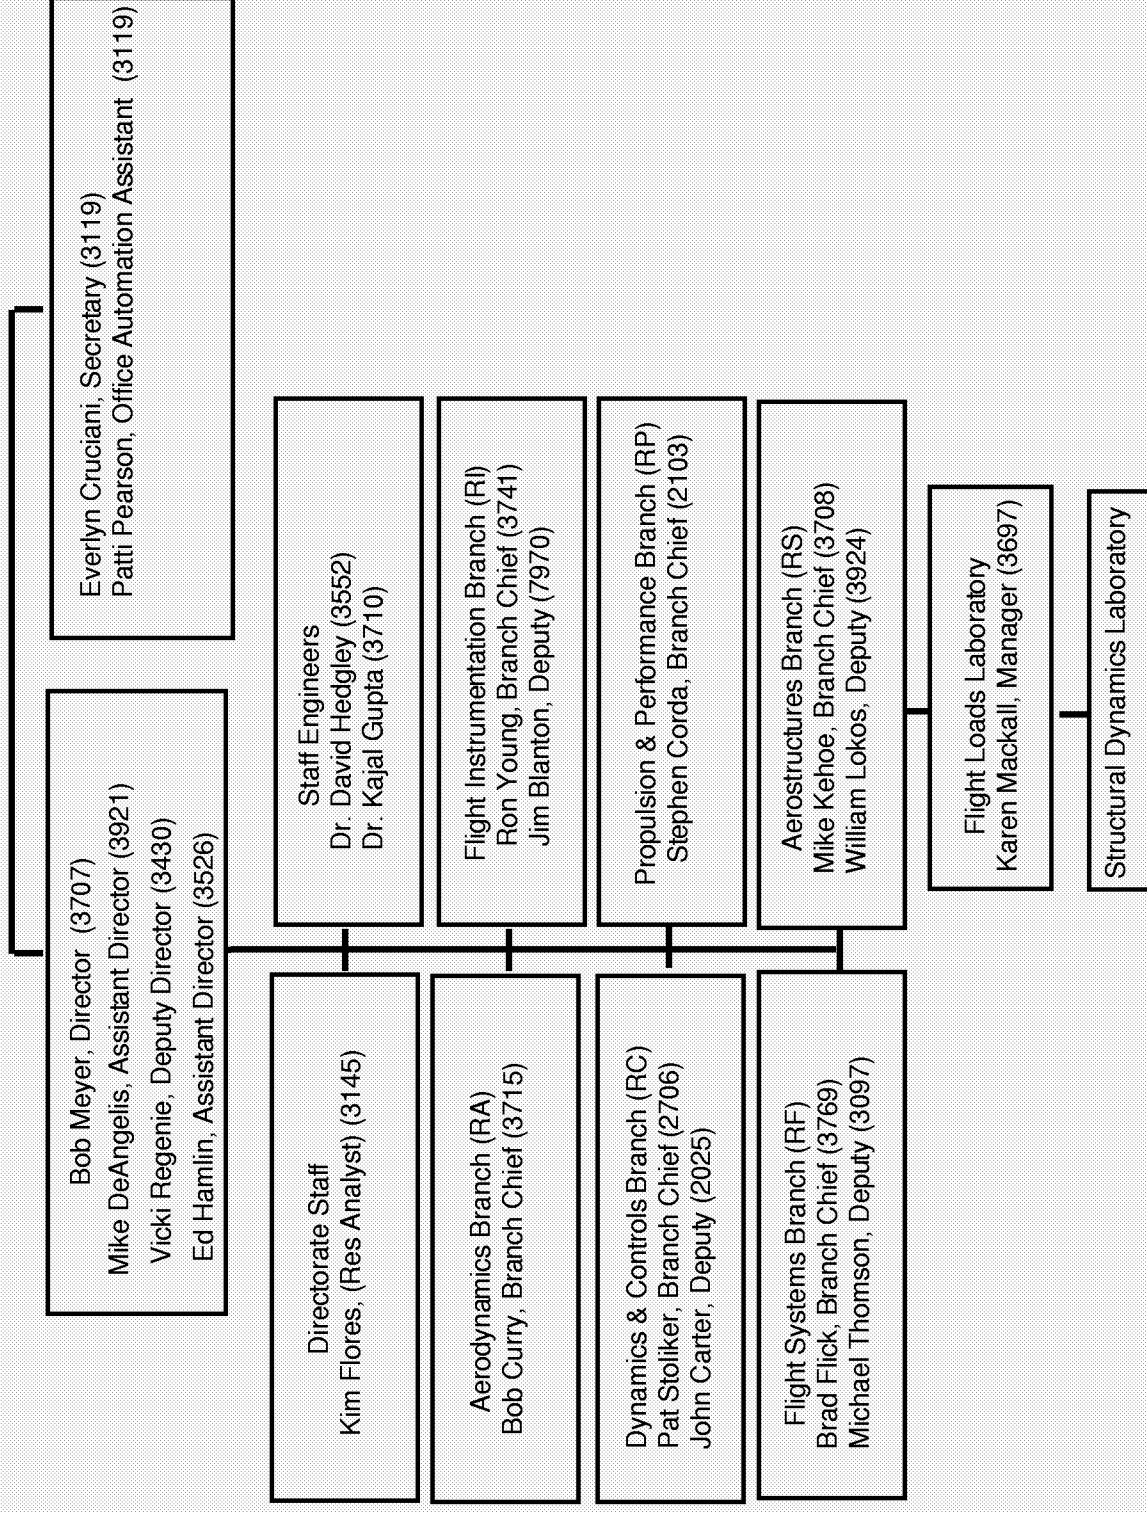 Bob Meyer, Director (3707)
Mike DeAngelis, Assistant Director (3921)
Vicki Regenie, Deputy Director (3430)
Ed Hamlin, Assistant Director (3526)
Everlyn Cruciani, Secretary (3119)
Patti Pearson, Office Automation Assistant (3119)
Directorate Staff
Kim Flores, (Res Analyst) (3145)
Staff Engineers
Dr. David Hedgley (3552)
Dr. Kajal Gupta (3710)
Aerodynamics Branch (RA)
Bob Curry, Branch Chief (3715)
Flight Instrumentation Branch (RI)
Ron Young, Branch Chief (3741)
Jim Blanton, Deputy (7970)
Dynamics & Controls Branch (RC)
Pat Stoliker, Branch Chief (2706)
John Carter, Deputy (2025)
Propulsion & Performance Branch (RP)
Stephen Corda, Branch Chief (2103)
Flight Systems Branch (RF)
Brad Flick, Branch Chief (3769)
Michael Thomson, Deputy (3097)
Aerostructures Branch (RS)
Mike Kehoe, Branch Chief (3708)
William Lokos, Deputy (3924)
Flight Loads Laboratory
Karen Mackall, Manager (3697)
Structural Dynamics Laboratory